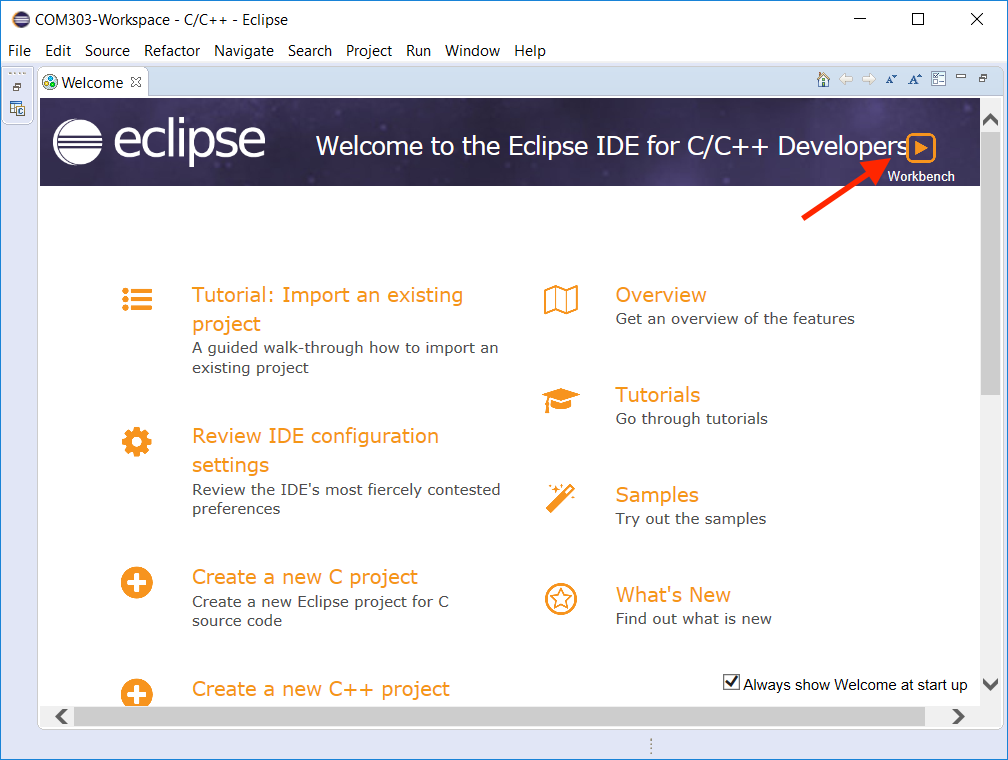 COM303-Workspace - C/C++ - Eclipse
File Edit Source Refactor Navigate Search Project Run Window Help
Welcome
eclipse
Welcome to the Eclipse IDE for C/C++ Developers
Workbench
Tutorial: Import an existing
project
A guided walk-through how to import an
existing project
Review IDE configuration
settings
Review the IDE's most fiercely contested
preferences
Create a new C project
Create a new Eclipse project for C
source code
Create a new C++ project
Overview
Get an overview of the features
Tutorials
Go through tutorials
Samples
Try out the samples
What's New
Find out what is new
Always show Welcome at start up